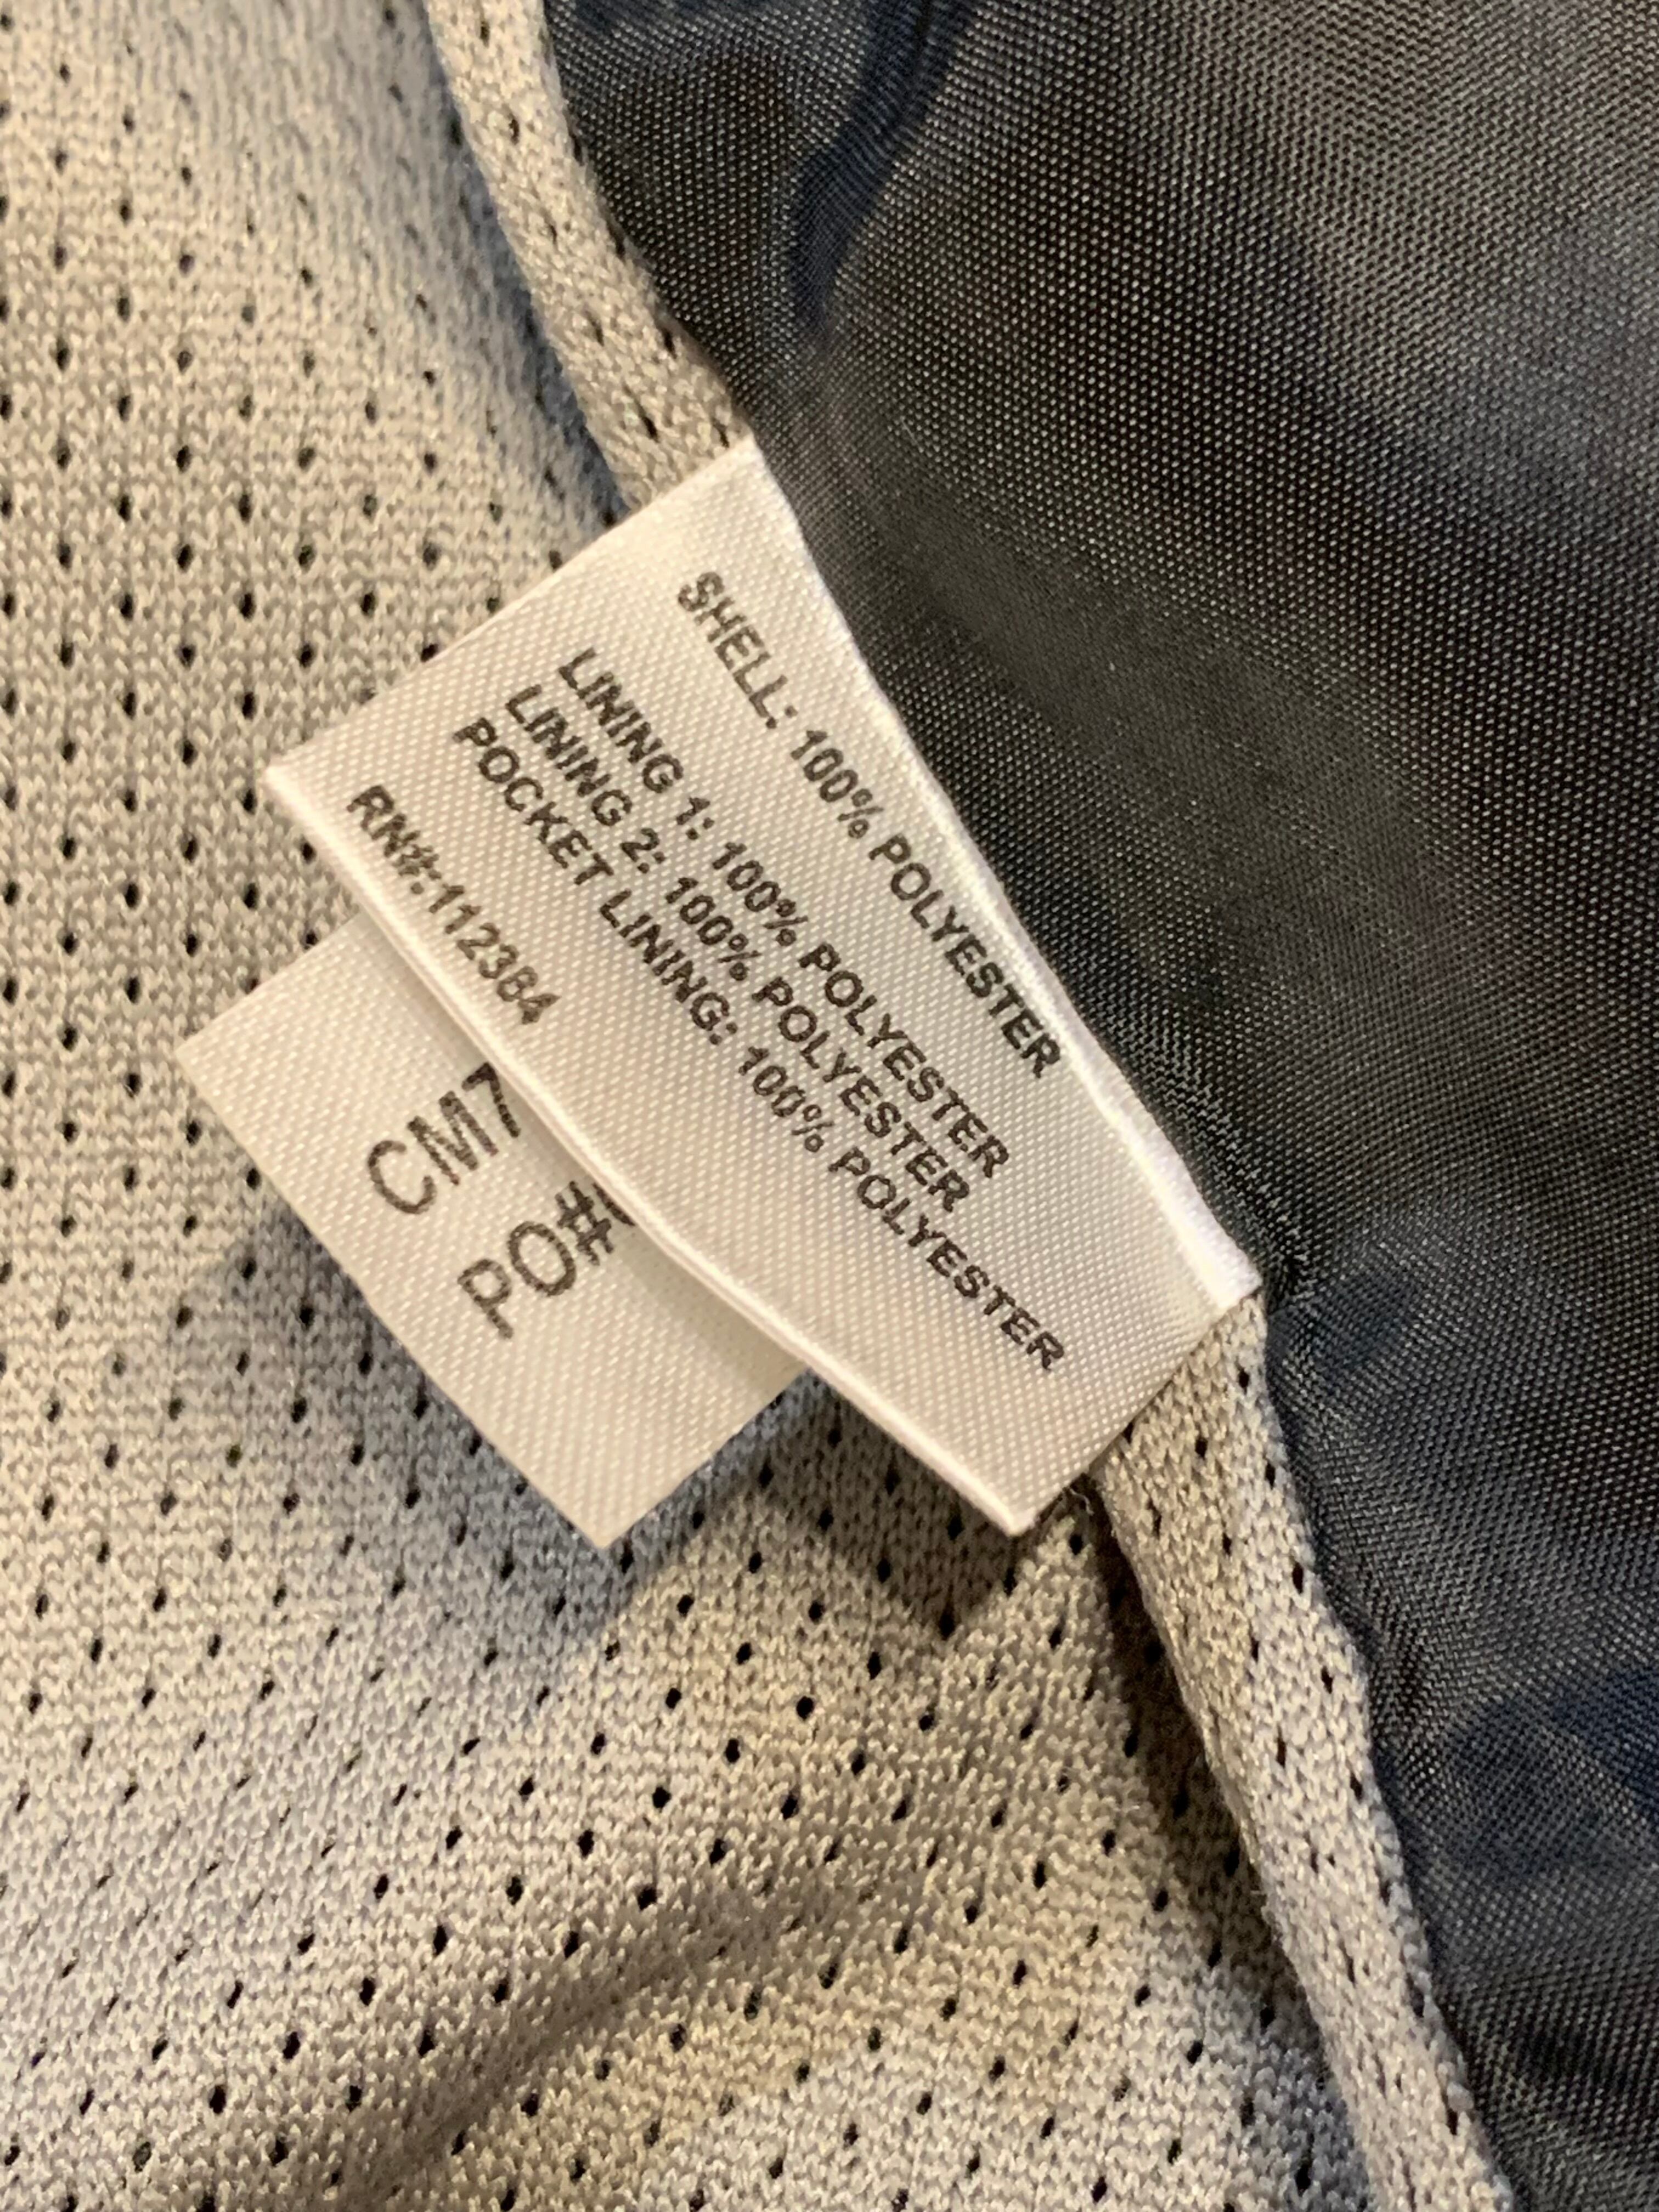 SHELL: 100% POLYESTER
LINING 1: 100% POLYESTER
LINING 2: 100% POLYESTER
POCKET LINING: 100% POLYESTER
RN#:112384
CM7
PO#